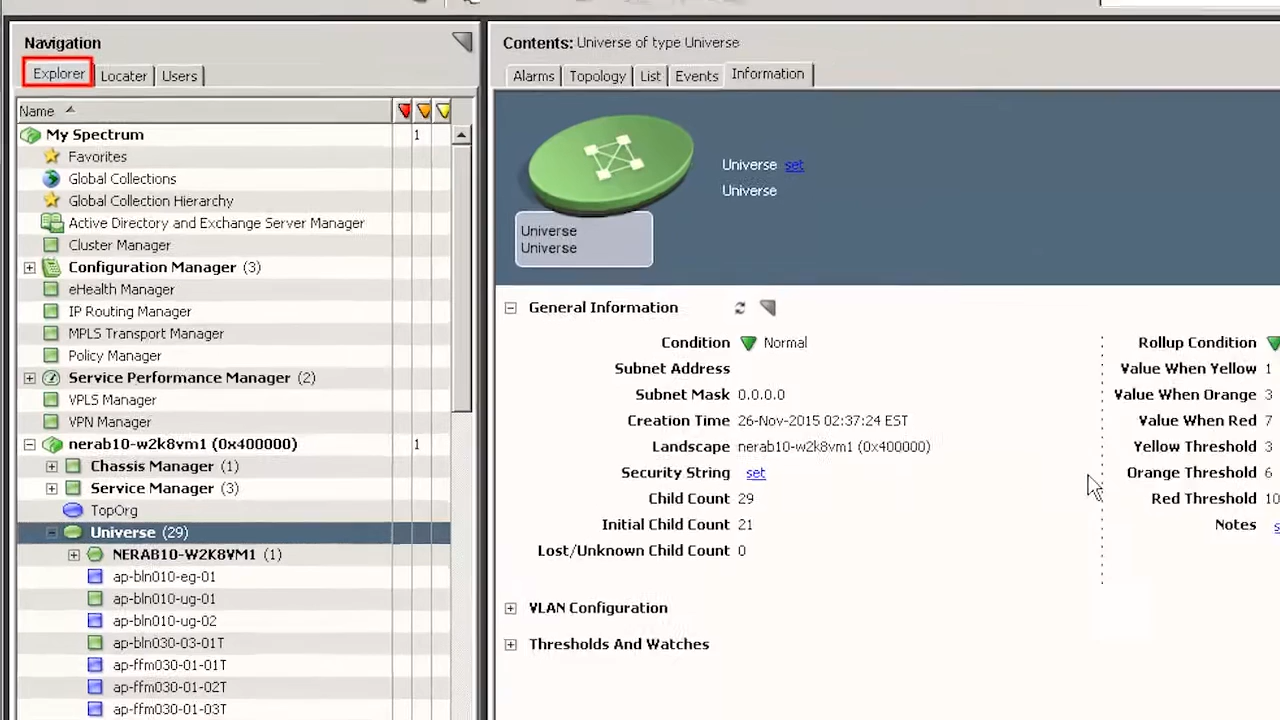 Navigation
Explorer Locater Users
Name
My Spectrum 1
Favorites
Global Collections
Global Collection Hierarchy
Active Directory and Exchange Server Manager
Cluster Manager
Configuration Manager (3)
eHealth Manager
IP Routing Manager
MPLS Transport Manager
Policy Manager
Service Performance Manager (2)
VPLS Manager
VPN Manager
nerab10-w2k8vm1 (0x400000) 1
Chassis Manager (1)
Service Manager (3)
TopOrg
Universe (29)
NERAB10-W2K8VM1 (1)
ap-bln010-eg-01
ap-bln010-ug-01
ap-bln010-ug-02
ap-bln030-03-01T
ap-ffm030-01-01T
ap-ffm030-01-02T
ap-ffm030-01-03T
Contents: Universe of type Universe
Alarms Topology List Events Information
Universe set
Universe
Universe
Universe
General Information
Condition Normal
Subnet Address
Subnet Mask 0.0.0.0
Creation Time 26-Nov-2015 02:37:24 EST
Landscape nerab10-w2k8vm1 (0x400000)
Security String set
Child Count 29
Initial Child Count 21
Lost/Unknown Child Count 0
Rollup Condition
Value When Yellow 1
Value When Orange 3
Value When Red 7
Yellow Threshold 3
Orange Threshold 6
Red Threshold 10
Notes
VLAN Configuration
Thresholds And Watches